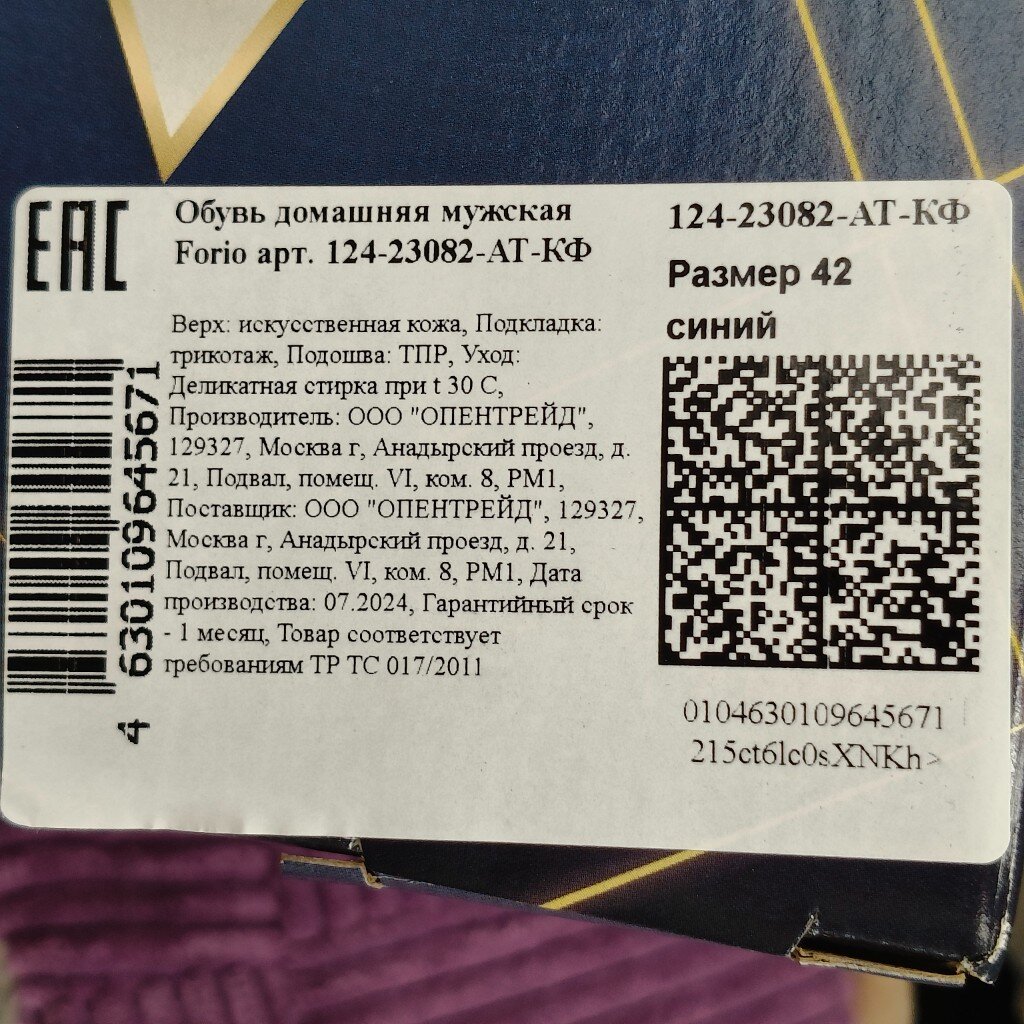 EAC
Обувь домашняя мужская
Forio арт. 124-23082-АТ-КФ
Верх: искусственная кожа, Подкладка:
трикотаж, Подошва: ТПР, Уход:
Деликатная стирка при t 30 С,
Производитель: ООО "ОПЕНТРЕЙД",
129327, Москва г, Анадырский проезд, д.
21, Подвал, помещ. VI, ком. 8, РМ1,
Поставщик: ООО "ОПЕНТРЕЙД", 129327,
Москва г, Анадырский проезд, д. 21,
Подвал, помещ. VI, ком. 8, РМ1, Дата
производства: 07.2024, Гарантийный срок
- 1 месяц, Товар соответствует
требованиям ТР ТС 017/2011
4 630109 645671
124-23082-АТ-КФ
Размер 42
синий
0104630109645671
215ct6lc0sXNKh>